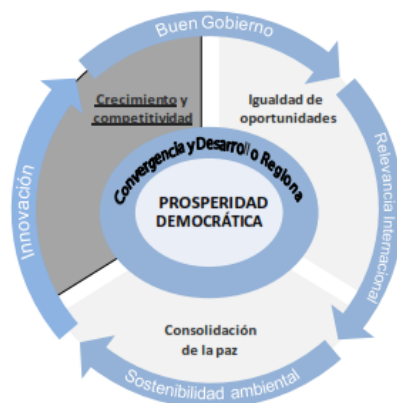 Buen Gobierno
Crecimiento y
competitividad
Igualdad de
oportunidades
Convergencia y Desarrollo Regiona
PROSPERIDAD
DEMOCRÁTICA
Innovación
Relevancia Internacional
Consolidación
de la paz
Sostenibilidad ambiental